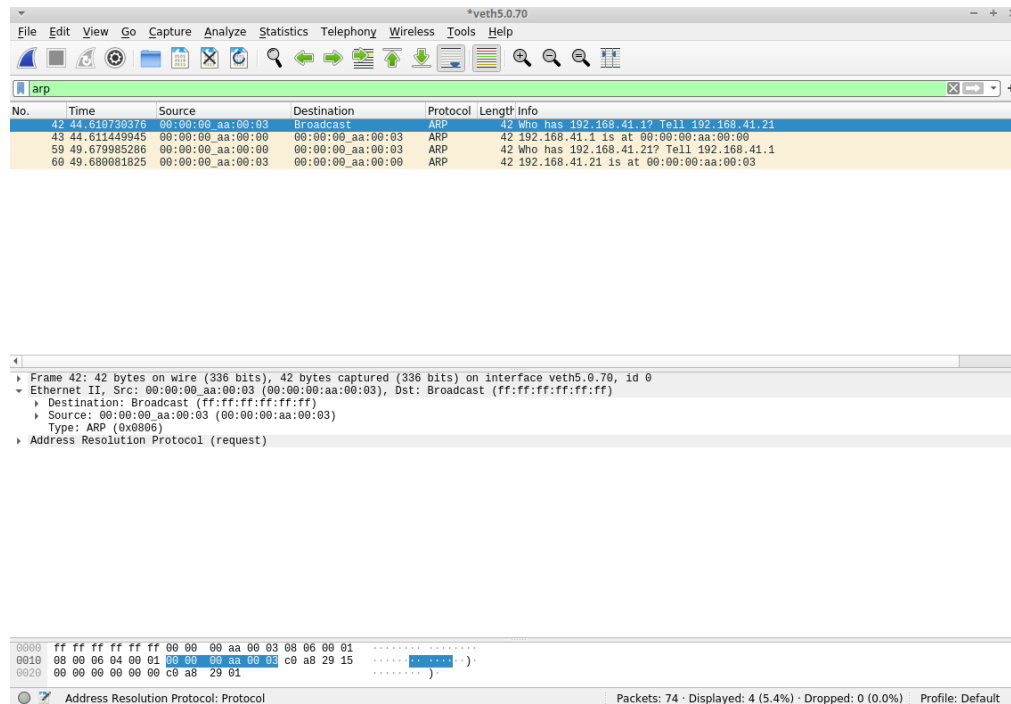 *veth5.0.70
File Edit View Go Capture Analyze Statistics Telephony Wireless Tools Help
arp
No. Time Source Destination Protocol Length Info
42 44.610730376 00:00:00_aa:00:03 Broadcast ARP 42 Who has 192.168.41.1? Tell 192.168.41.21
43 44.611449945 00:00:00_aa:00:00 00:00:00_aa:00:03 ARP 42 192.168.41.1 is at 00:00:00:aa:00:00
59 49.679985286 00:00:00_aa:00:00 00:00:00_aa:00:03 ARP 42 Who has 192.168.41.21? Tell 192.168.41.1
60 49.680081825 00:00:00_aa:00:03 00:00:00_aa:00:00 ARP 42 192.168.41.21 is at 00:00:00:aa:00:03
Frame 42: 42 bytes on wire (336 bits), 42 bytes captured (336 bits) on interface veth5.0.70, id 0
Ethernet II, Src: 00:00:00_aa:00:03 (00:00:00:aa:00:03), Dst: Broadcast (ff:ff:ff:ff:ff:ff)
Destination: Broadcast (ff:ff:ff:ff:ff:ff)
Source: 00:00:00_aa:00:03 (00:00:00:aa:00:03)
Type: ARP (0x0806)
Address Resolution Protocol (request)
0000 ff ff ff ff ff ff 00 00 00 aa 00 03 08 06 00 01 ········ ········
0010 08 00 06 04 00 01 00 00 00 aa 00 03 c0 a8 29 15 ········ ······)·
0020 00 00 00 00 00 00 c0 a8 29 01 ········ )·
Address Resolution Protocol: Protocol Packets: 74 · Displayed: 4 (5.4%) · Dropped: 0 (0.0%) Profile: Default